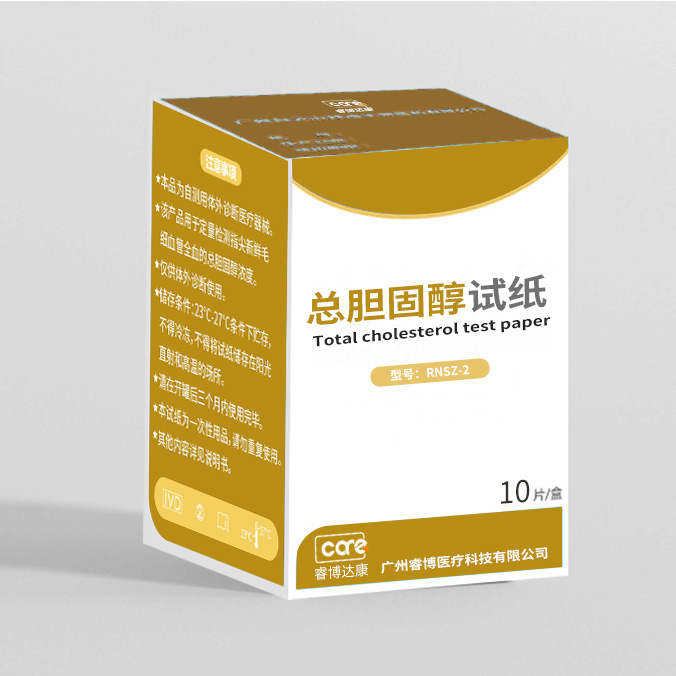 care
睿博达康
注意事项
★本品为自测用体外诊断医疗器械。
★该产品用于定量检测指尖新鲜毛
细血管全血的总胆固醇浓度。
★仅供体外诊断使用。
★储存条件:23℃-27℃条件下贮存,
不得冷冻,不得将试纸储存在阳光
直射和高温的场所。
★请在开罐后三个月内使用完毕。
★本试纸为一次性用品,请勿重复使用。
★其他内容详见说明书。
IVD
2
23℃
27℃
总胆固醇试纸
Total cholesterol test paper
型号：RNSZ-2
10片/盒
care
睿博达康
广州睿博医疗科技有限公司